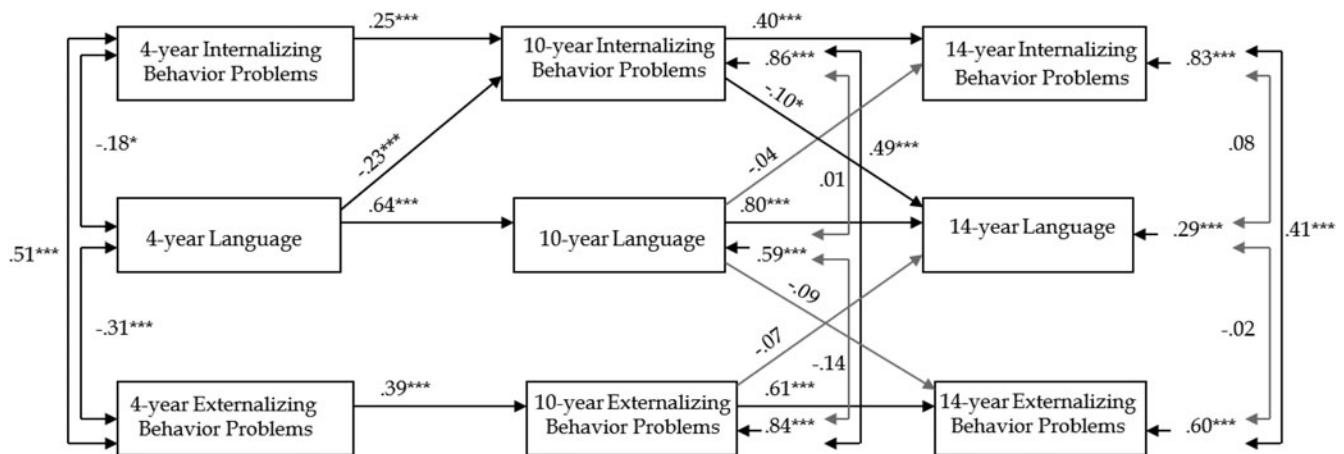 .25***
.40***
4-year Internalizing
Behavior Problems
10-year Internalizing
Behavior Problems
14-year Internalizing
Behavior Problems
.86***
.83***
-.18*
-.23***
-.10*
-.04
.49***
.08
.01
4-year Language
.64***
10-year Language
.80***
14-year Language
.51***
.59***
.29***
.41***
-.31***
-.09
-.07
-.14
-.02
4-year Externalizing
Behavior Problems
.39***
10-year Externalizing
Behavior Problems
.61***
14-year Externalizing
Behavior Problems
.84***
.60***